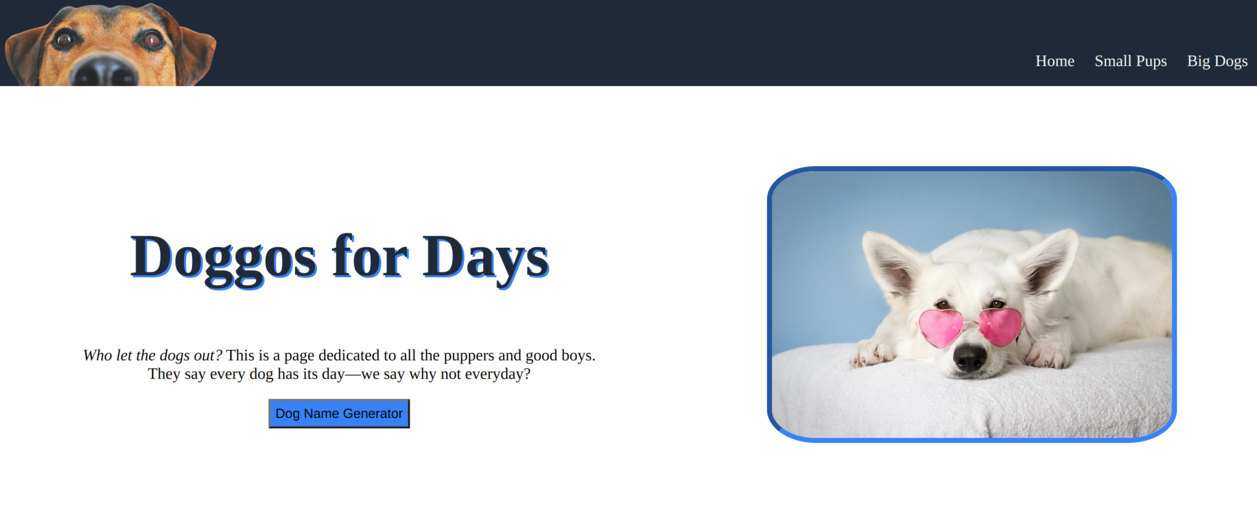 Home Small Pups Big Dogs
Doggos for Days
Who let the dogs out? This is a page dedicated to all the puppers and good boys.
They say every dog has its day—we say why not everyday?
Dog Name Generator